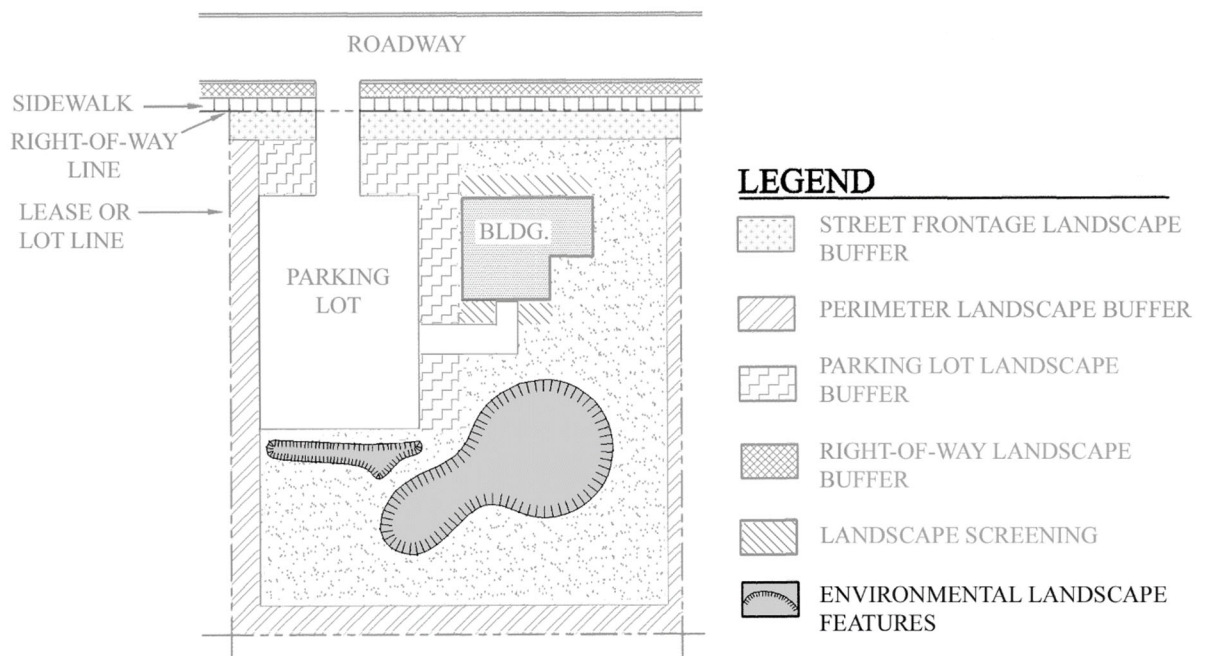 ROADWAY
SIDEWALK
RIGHT-OF-WAY
LINE
LEASE OR
LOT LINE
PARKING
LOT
BLDG.
LEGEND
STREET FRONTAGE LANDSCAPE
BUFFER
PERIMETER LANDSCAPE BUFFER
PARKING LOT LANDSCAPE
BUFFER
RIGHT-OF-WAY LANDSCAPE
BUFFER
LANDSCAPE SCREENING
ENVIRONMENTAL LANDSCAPE
FEATURES